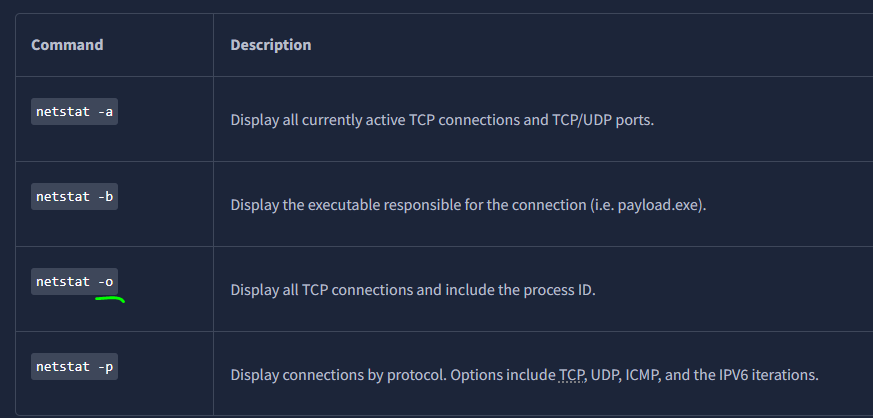 Command Description
netstat -a Display all currently active TCP connections and TCP/UDP ports.
netstat -b Display the executable responsible for the connection (i.e. payload.exe).
netstat -o Display all TCP connections and include the process ID.
netstat -p Display connections by protocol. Options include TCP, UDP, ICMP, and the IPV6 iterations.